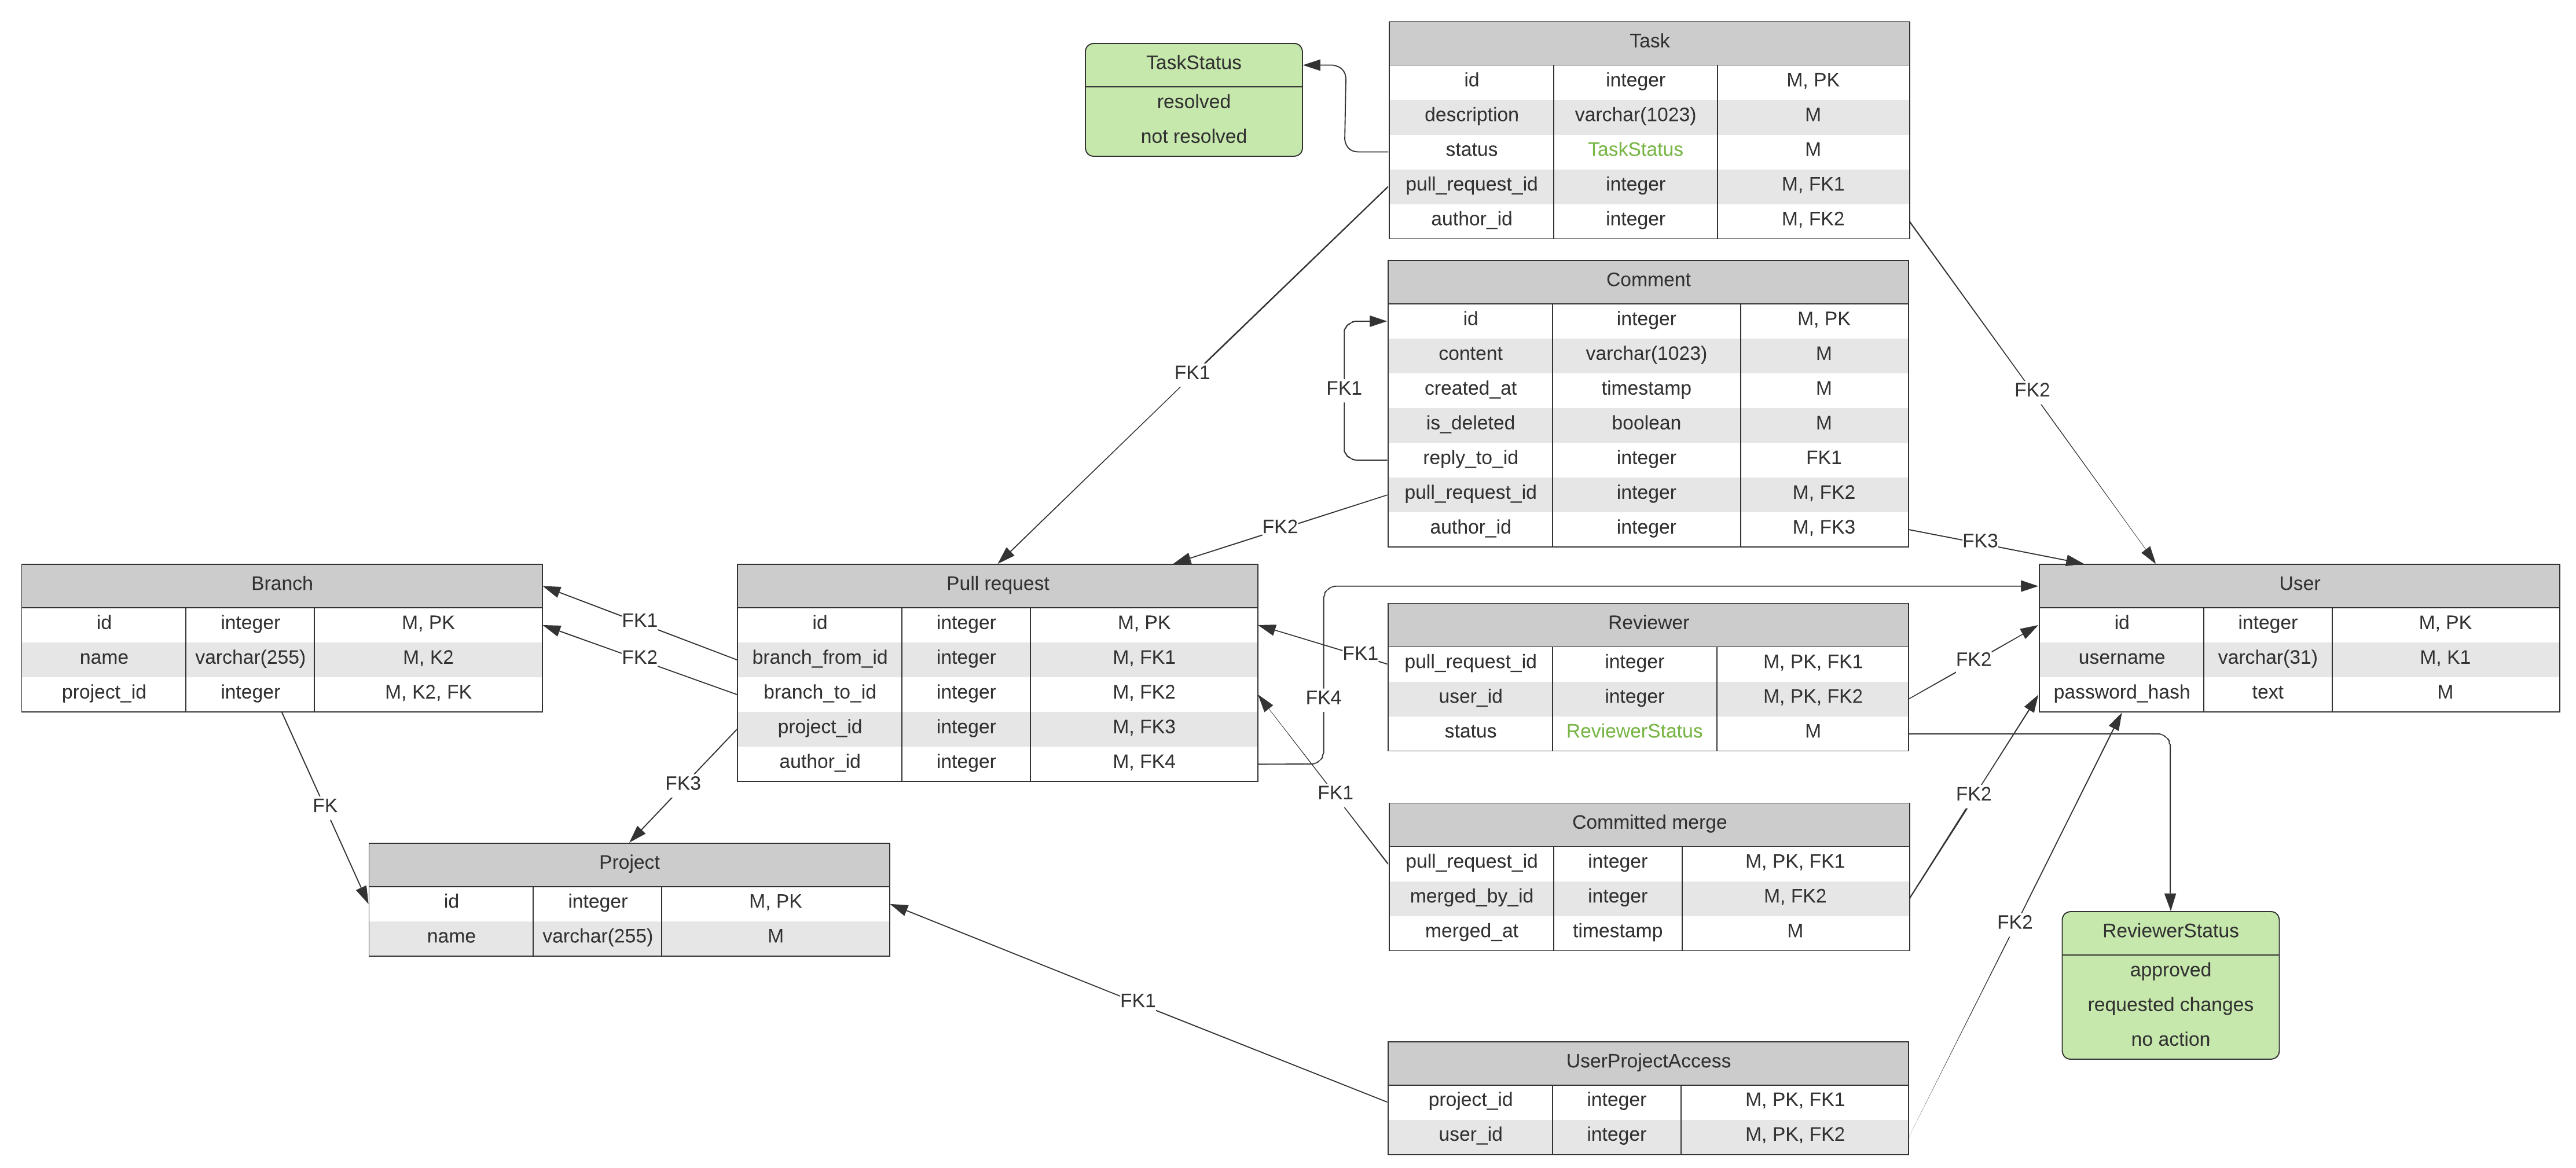 TaskStatus
resolved
not resolved
Task
id integer M, PK
description varchar(1023) M
status TaskStatus M
pull_request_id integer M, FK1
author_id integer M, FK2
Comment
id integer M, PK
content varchar(1023) M
created_at timestamp M
is_deleted boolean M
reply_to_id integer FK1
pull_request_id integer M, FK2
author_id integer M, FK3
FK1
FK1
FK2
FK2
FK3
Branch
id integer M, PK
name varchar(255) M, K2
project_id integer M, K2, FK
FK1
FK2
Pull request
id integer M, PK
branch_from_id integer M, FK1
branch_to_id integer M, FK2
project_id integer M, FK3
author_id integer M, FK4
FK1
FK4
Reviewer
pull_request_id integer M, PK, FK1
user_id integer M, PK, FK2
status ReviewerStatus M
FK2
User
id integer M, PK
username varchar(31) M, K1
password_hash text M
FK
FK3
FK1
FK2
Project
id integer M, PK
name varchar(255) M
Committed merge
pull_request_id integer M, PK, FK1
merged_by_id integer M, FK2
merged_at timestamp M
FK2
ReviewerStatus
approved
requested changes
no action
FK1
UserProjectAccess
project_id integer M, PK, FK1
user_id integer M, PK, FK2